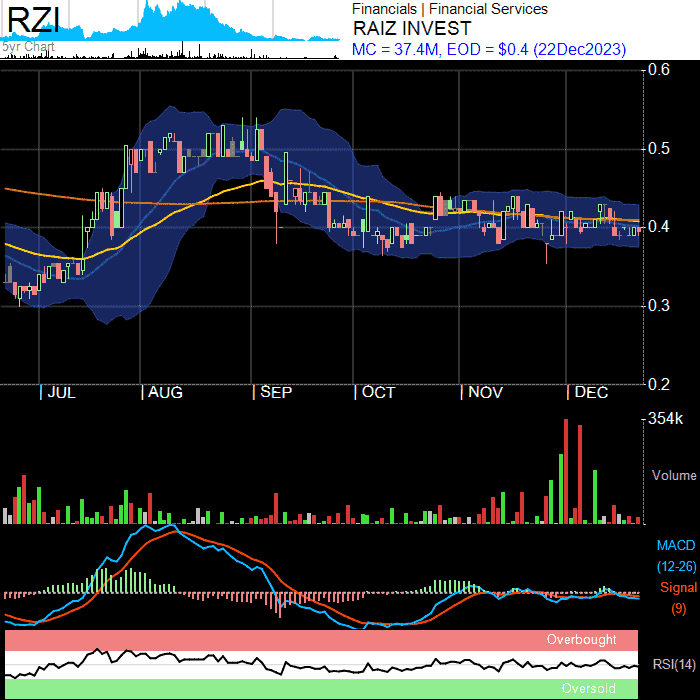 RZI
5yr Chart
Financials | Financial Services
RAIZ INVEST
MC = 37.4M, EOD = $0.4 (22Dec2023)
0.6
0.5
0.4
0.3
0.2
JUL AUG SEP OCT NOV DEC
354k
Volume
MACD
(12-26)
Signal
(9)
Overbought
RSI(14)
Oversold